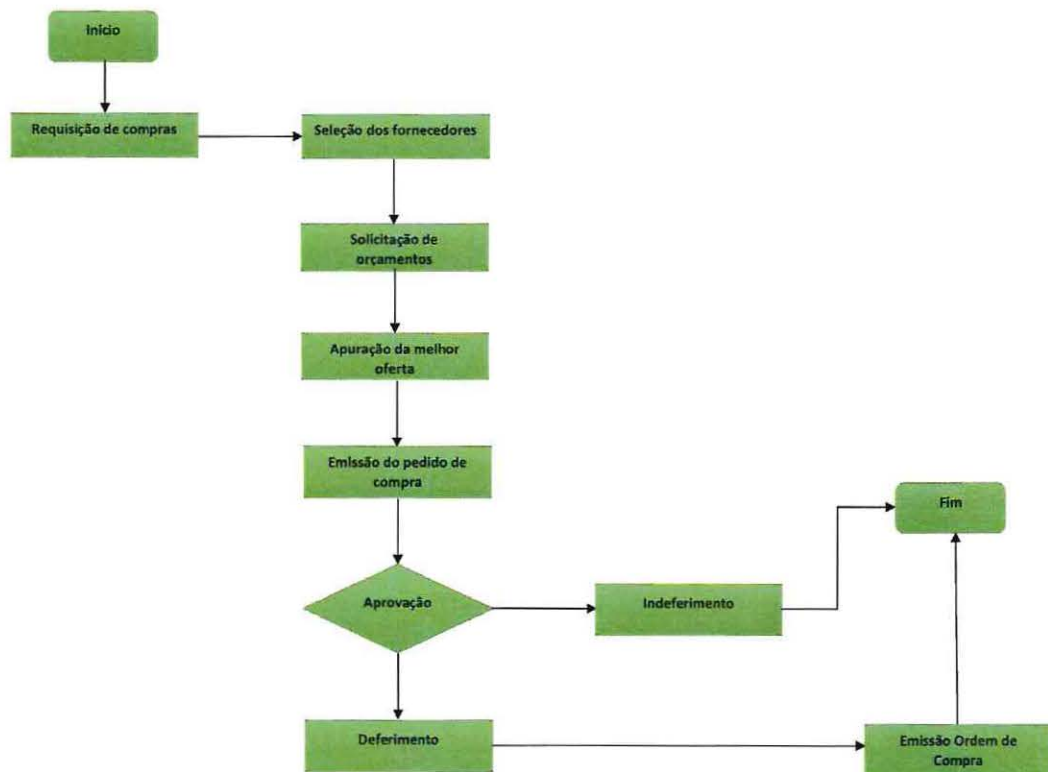 Início
Requisição de compras
Seleção dos fornecedores
Solicitação de
orçamentos
Apuração da melhor
oferta
Emissão do pedido de
compra
Fim
Aprovação
Indeferimento
Deferimento
Emissão Ordem de
Compra